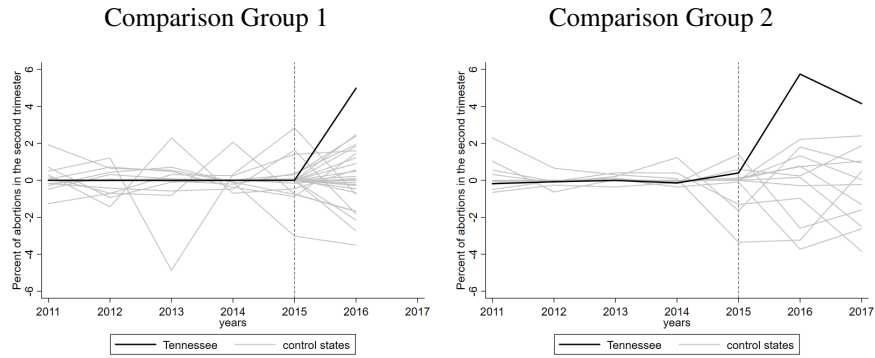 Comparison Group 1
Percent of abortions in the second trimester
6
4
2
0
-2
-4
-6
2011 2012 2013 2014 2015 2016 2017
years
Tennessee control states
Comparison Group 2
Percent of abortions in the second trimester
6
4
2
0
-2
-4
-6
2011 2012 2013 2014 2015 2016 2017
years
Tennessee control states